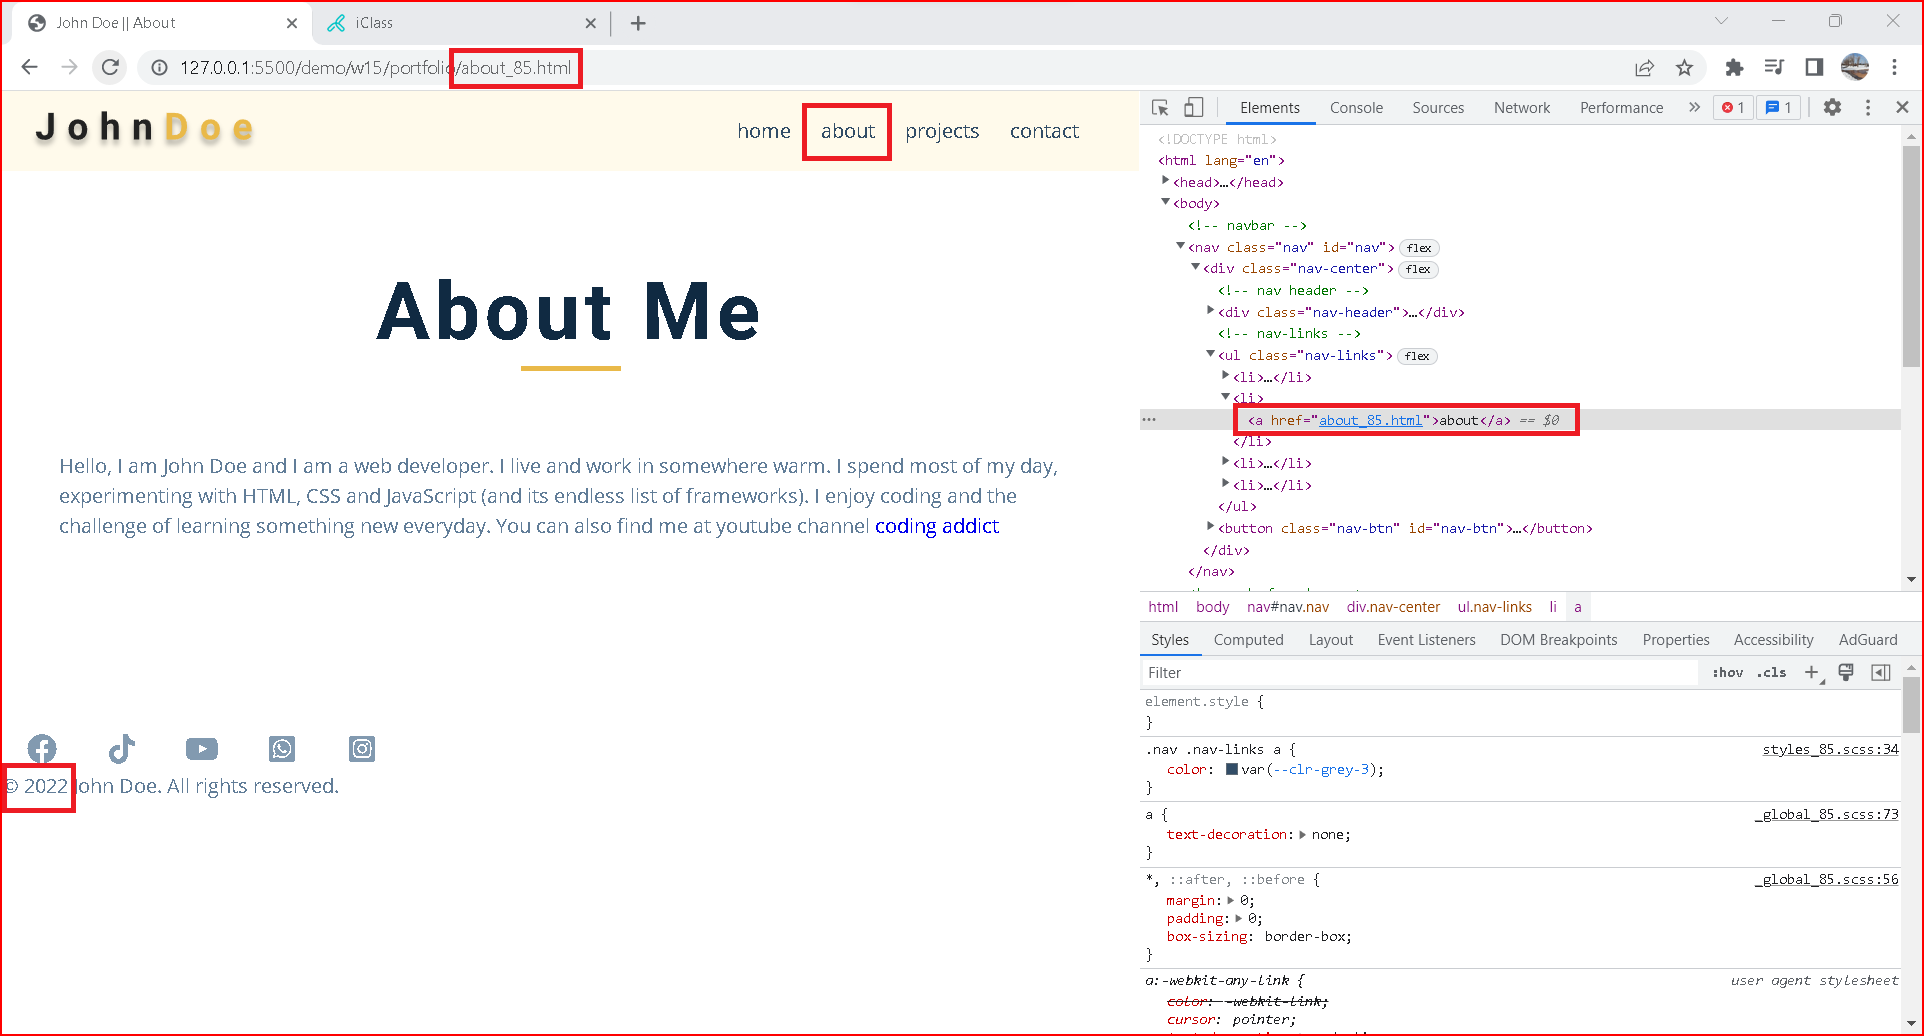 John Doe || About
iClass
127.0.0.1:5500/demo/w15/portfolio/about_85.html
JohnDoe
home about projects contact
About Me
Hello, I am John Doe and I am a web developer. I live and work in somewhere warm. I spend most of my day,
experimenting with HTML, CSS and JavaScript (and its endless list of frameworks). I enjoy coding and the
challenge of learning something new everyday. You can also find me at youtube channel coding addict
© 2022 John Doe. All rights reserved.
Elements Console Sources Network Performance » 1 1
<!DOCTYPE html>
<html lang="en">
<head>…</head>
<body>
<!-- navbar -->
<nav class="nav" id="nav"> flex
<div class="nav-center"> flex
<!-- nav header -->
<div class="nav-header">…</div>
<!-- nav-links -->
<ul class="nav-links"> flex
<li>…</li>
<li>
<a href="about_85.html">about</a> == $0
</li>
<li>…</li>
<li>…</li>
</ul>
<button class="nav-btn" id="nav-btn">…</button>
</div>
</nav>
html body nav#nav.nav div.nav-center ul.nav-links li a
Styles Computed Layout Event Listeners DOM Breakpoints Properties Accessibility AdGuard
Filter :hov .cls +
element.style {
}
.nav .nav-links a { styles_85.scss:34
color: var(--clr-grey-3);
}
a { _global_85.scss:73
text-decoration: none;
}
*, ::after, ::before { _global_85.scss:56
margin: 0;
padding: 0;
box-sizing: border-box;
}
a:-webkit-any-link { user agent stylesheet
color: -webkit-link;
cursor: pointer;